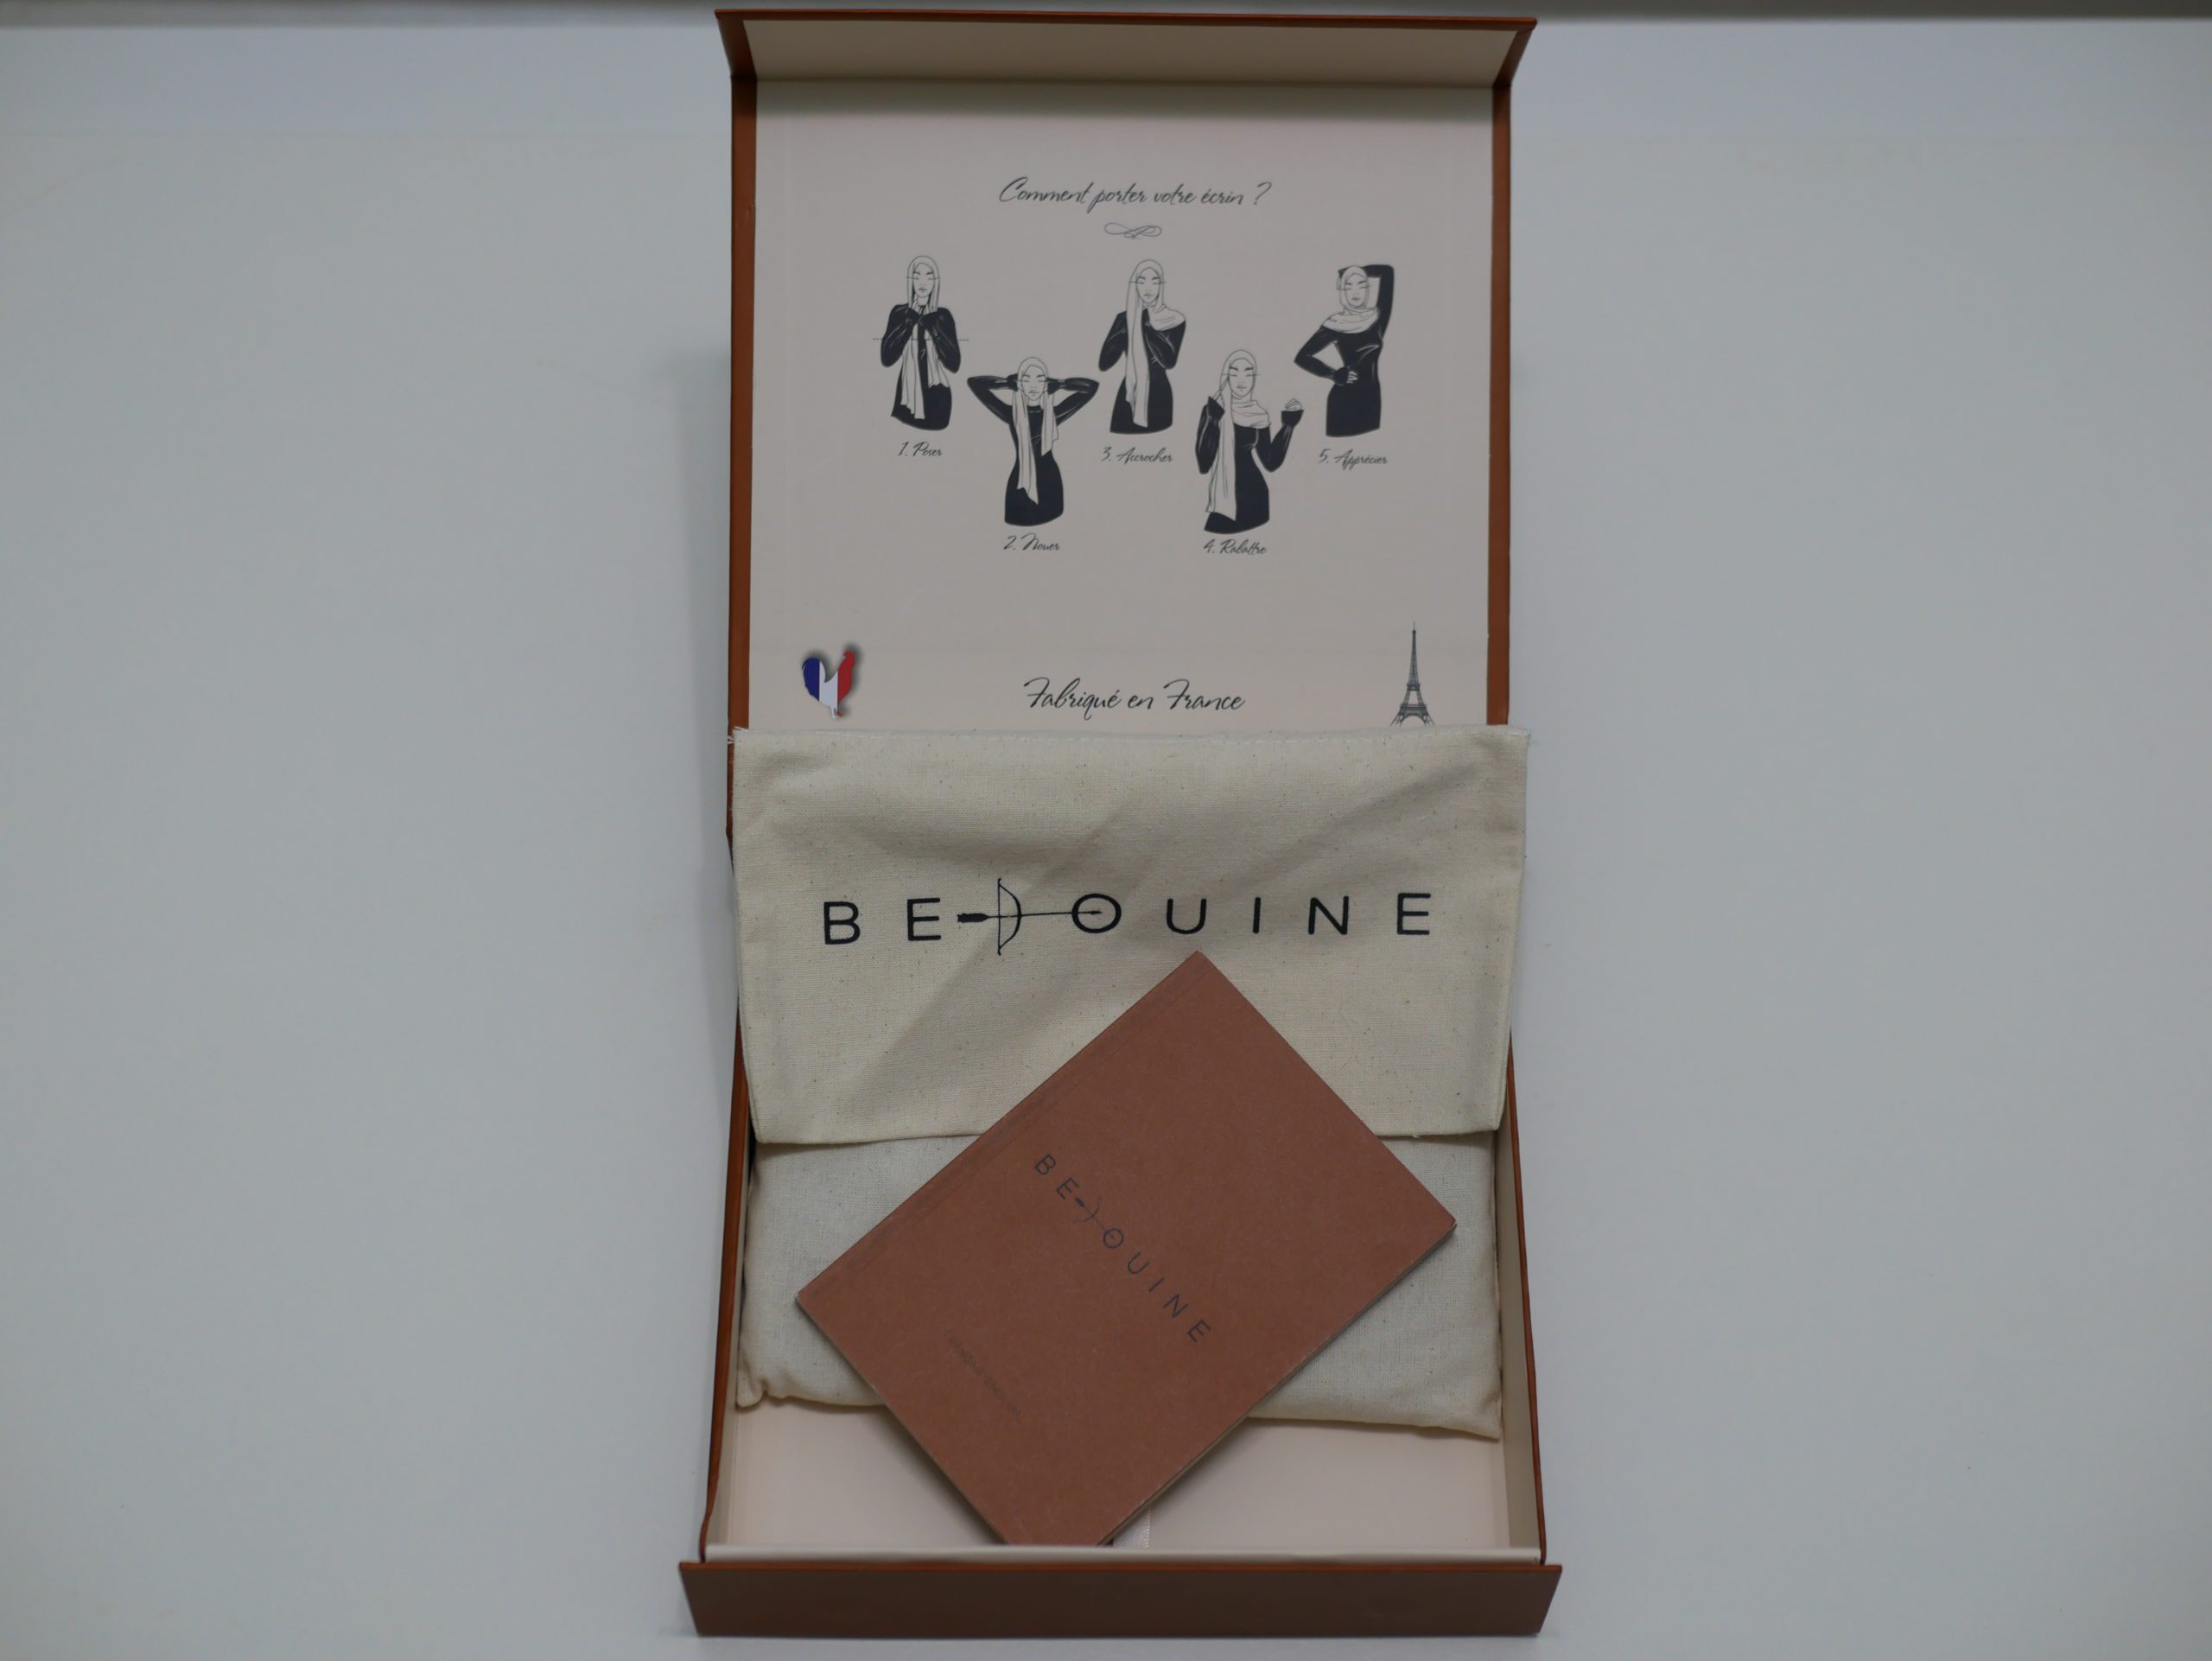 Comment porter votre écrin ?
1. Poser
2. Nouer
3. Accrocher
4. Rabattre
5. Apprécier
Fabriqué en France
BEDOUINE
BEDOUINE